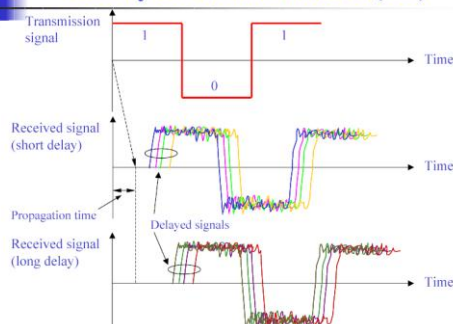 Transmission
signal
1
1
0
Time
Received signal
(short delay)
Time
Propagation time
Delayed signals
Received signal
(long delay)
Time